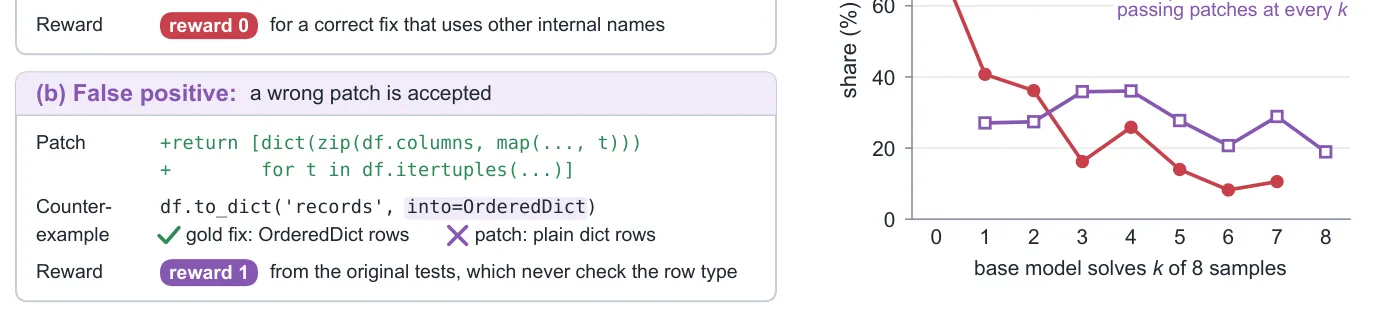 Reward reward 0 for a correct fix that uses other internal names
(b) False positive: a wrong patch is accepted
Patch +return [dict(zip(df.columns, map(..., t)))
+ for t in df.itertuples(...)]
Counter- df.to_dict('records', into=OrderedDict)
example gold fix: OrderedDict rows patch: plain dict rows
Reward reward 1 from the original tests, which never check the row type
passing patches at every k
share (%)
60
40
20
0
0 1 2 3 4 5 6 7 8
base model solves k of 8 samples